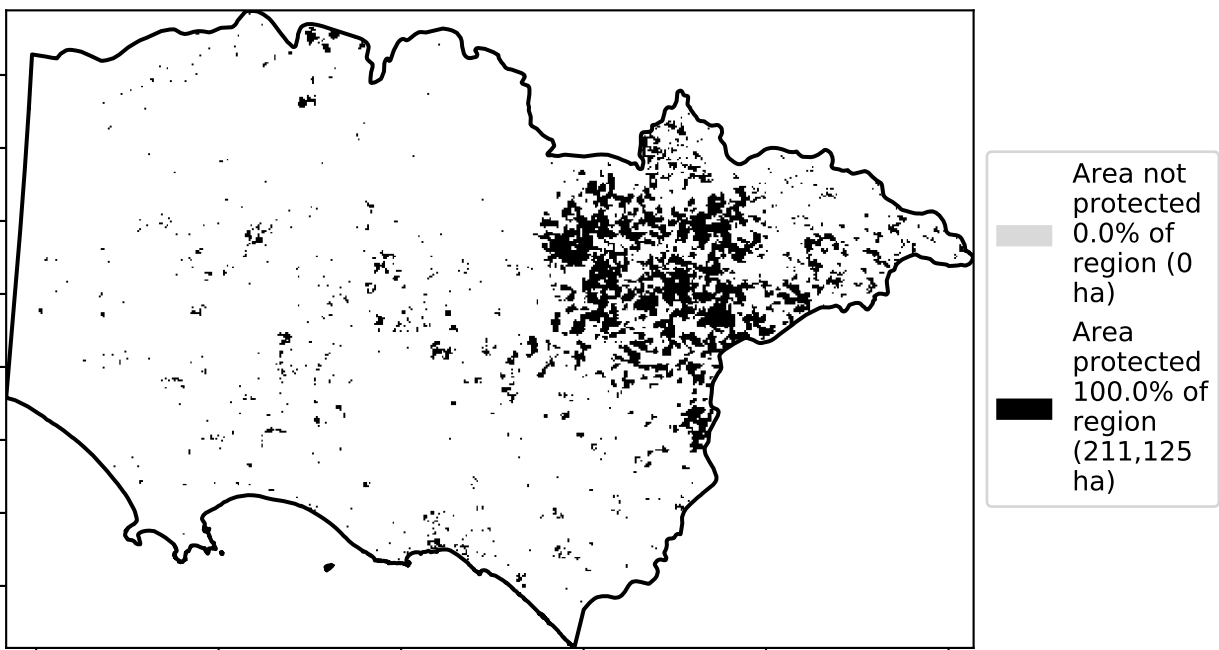 Area not
protected
0.0% of
region (0
ha)
Area
protected
100.0% of
region
(211,125
ha)